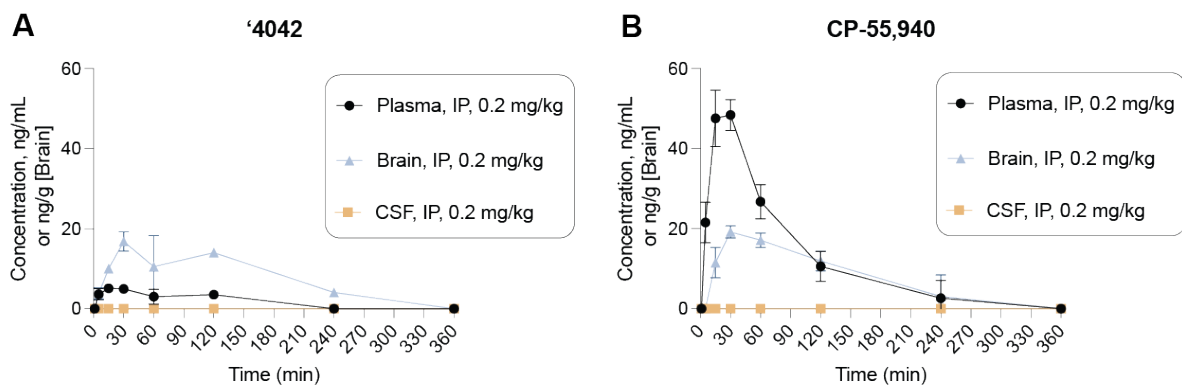 A
‘4042
60
40
20
0
Concentration, ng/mL
or ng/g [Brain]
Plasma, IP, 0.2 mg/kg
Brain, IP, 0.2 mg/kg
CSF, IP, 0.2 mg/kg
0 30 60 90 120 150 180 210 240 270 300 330 360
Time (min)
B
CP-55,940
60
40
20
0
Concentration, ng/mL
or ng/g [Brain]
Plasma, IP, 0.2 mg/kg
Brain, IP, 0.2 mg/kg
CSF, IP, 0.2 mg/kg
0 30 60 90 120 150 180 210 240 270 300 330 360
Time (min)